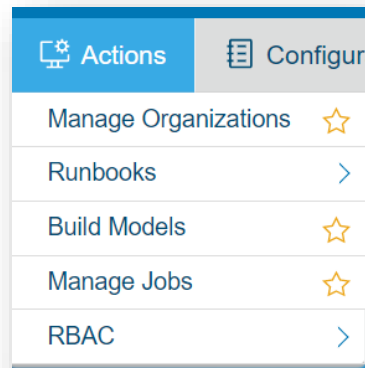 Actions
Configur
Manage Organizations
Runbooks
Build Models
Manage Jobs
RBAC